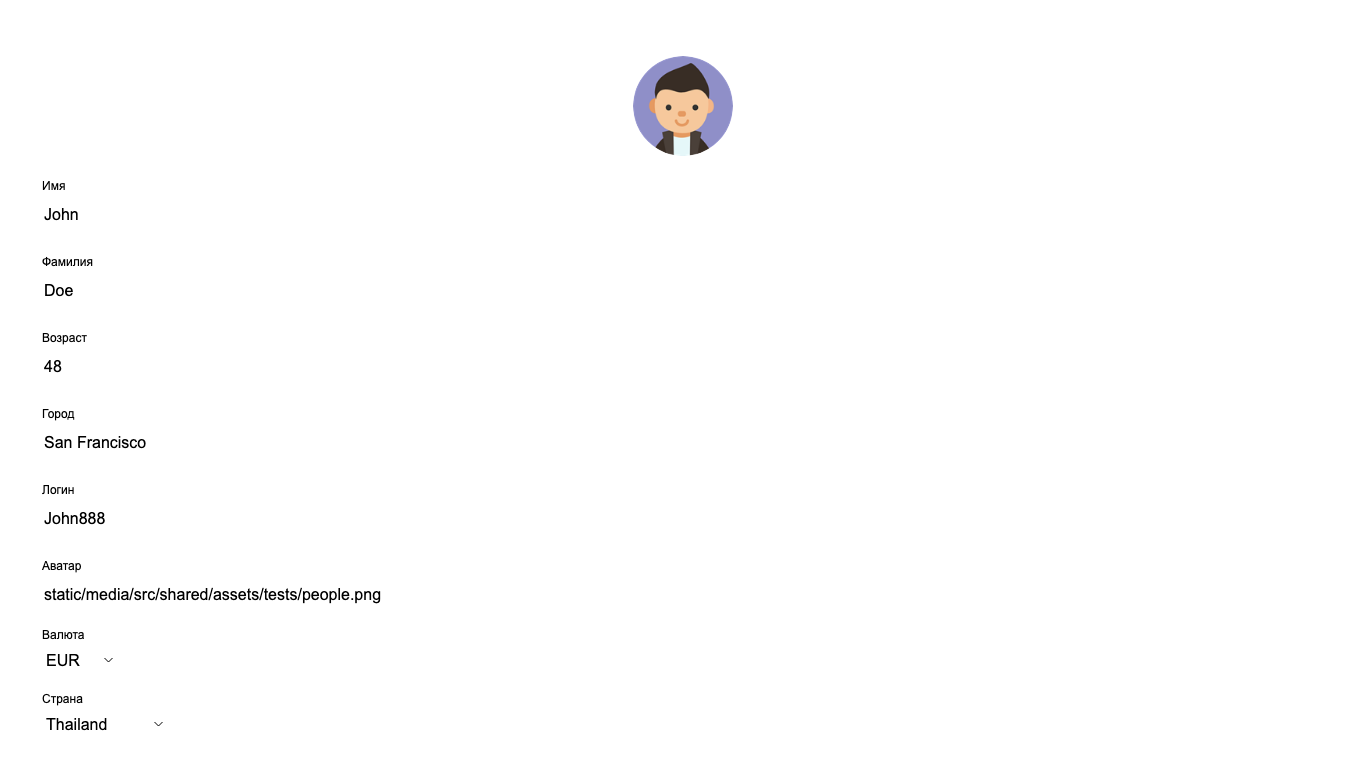 Имя
John
Фамилия
Doe
Возраст
48
Город
San Francisco
Логин
John888
Аватар
static/media/src/shared/assets/tests/people.png
Валюта
EUR
Страна
Thailand